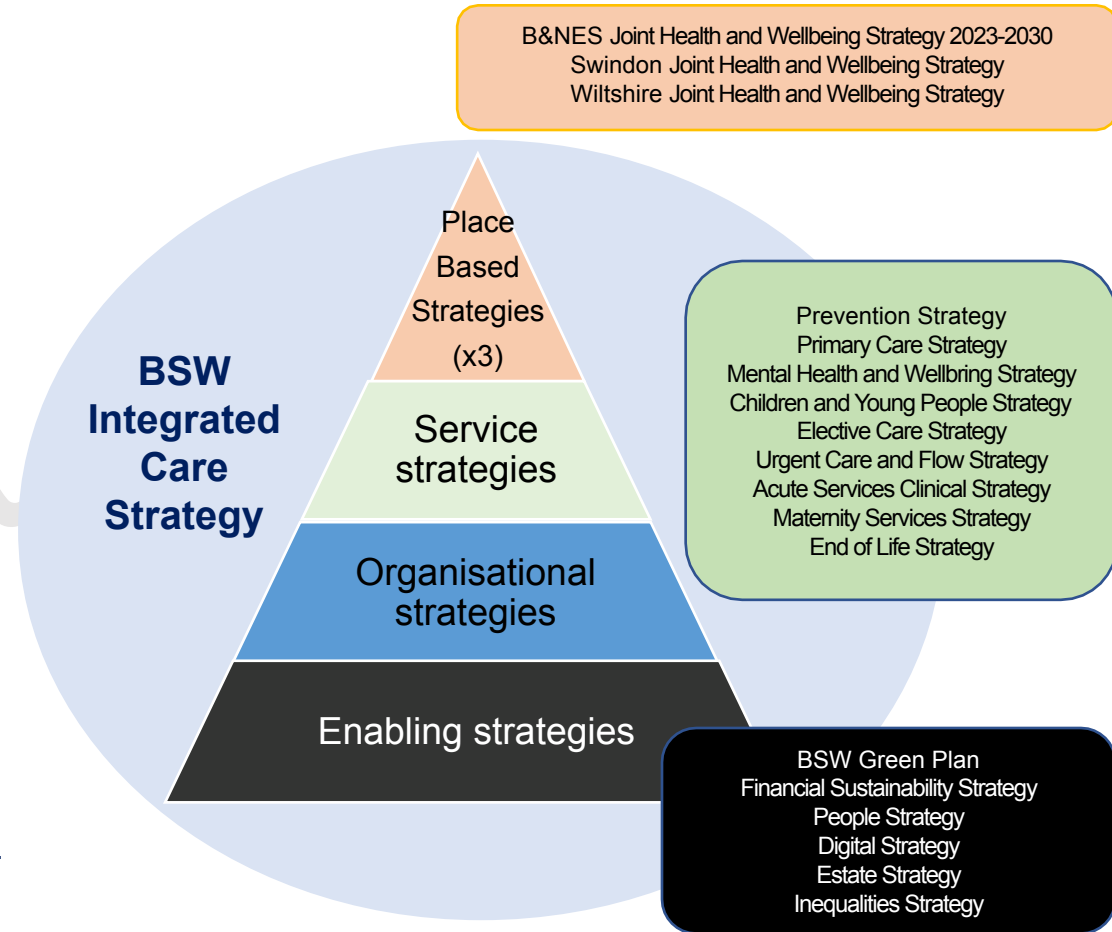 B&NES Joint Health and Wellbeing Strategy 2023-2030
Swindon Joint Health and Wellbeing Strategy
Wiltshire Joint Health and Wellbeing Strategy
Place
Based
Strategies
(x3)
BSW
Integrated
Care
Strategy
Service
strategies
Organisational
strategies
Enabling strategies
Prevention Strategy
Primary Care Strategy
Mental Health and Wellbring Strategy
Children and Young People Strategy
Elective Care Strategy
Urgent Care and Flow Strategy
Acute Services Clinical Strategy
Maternity Services Strategy
End of Life Strategy
BSW Green Plan
Financial Sustainability Strategy
People Strategy
Digital Strategy
Estate Strategy
Inequalities Strategy